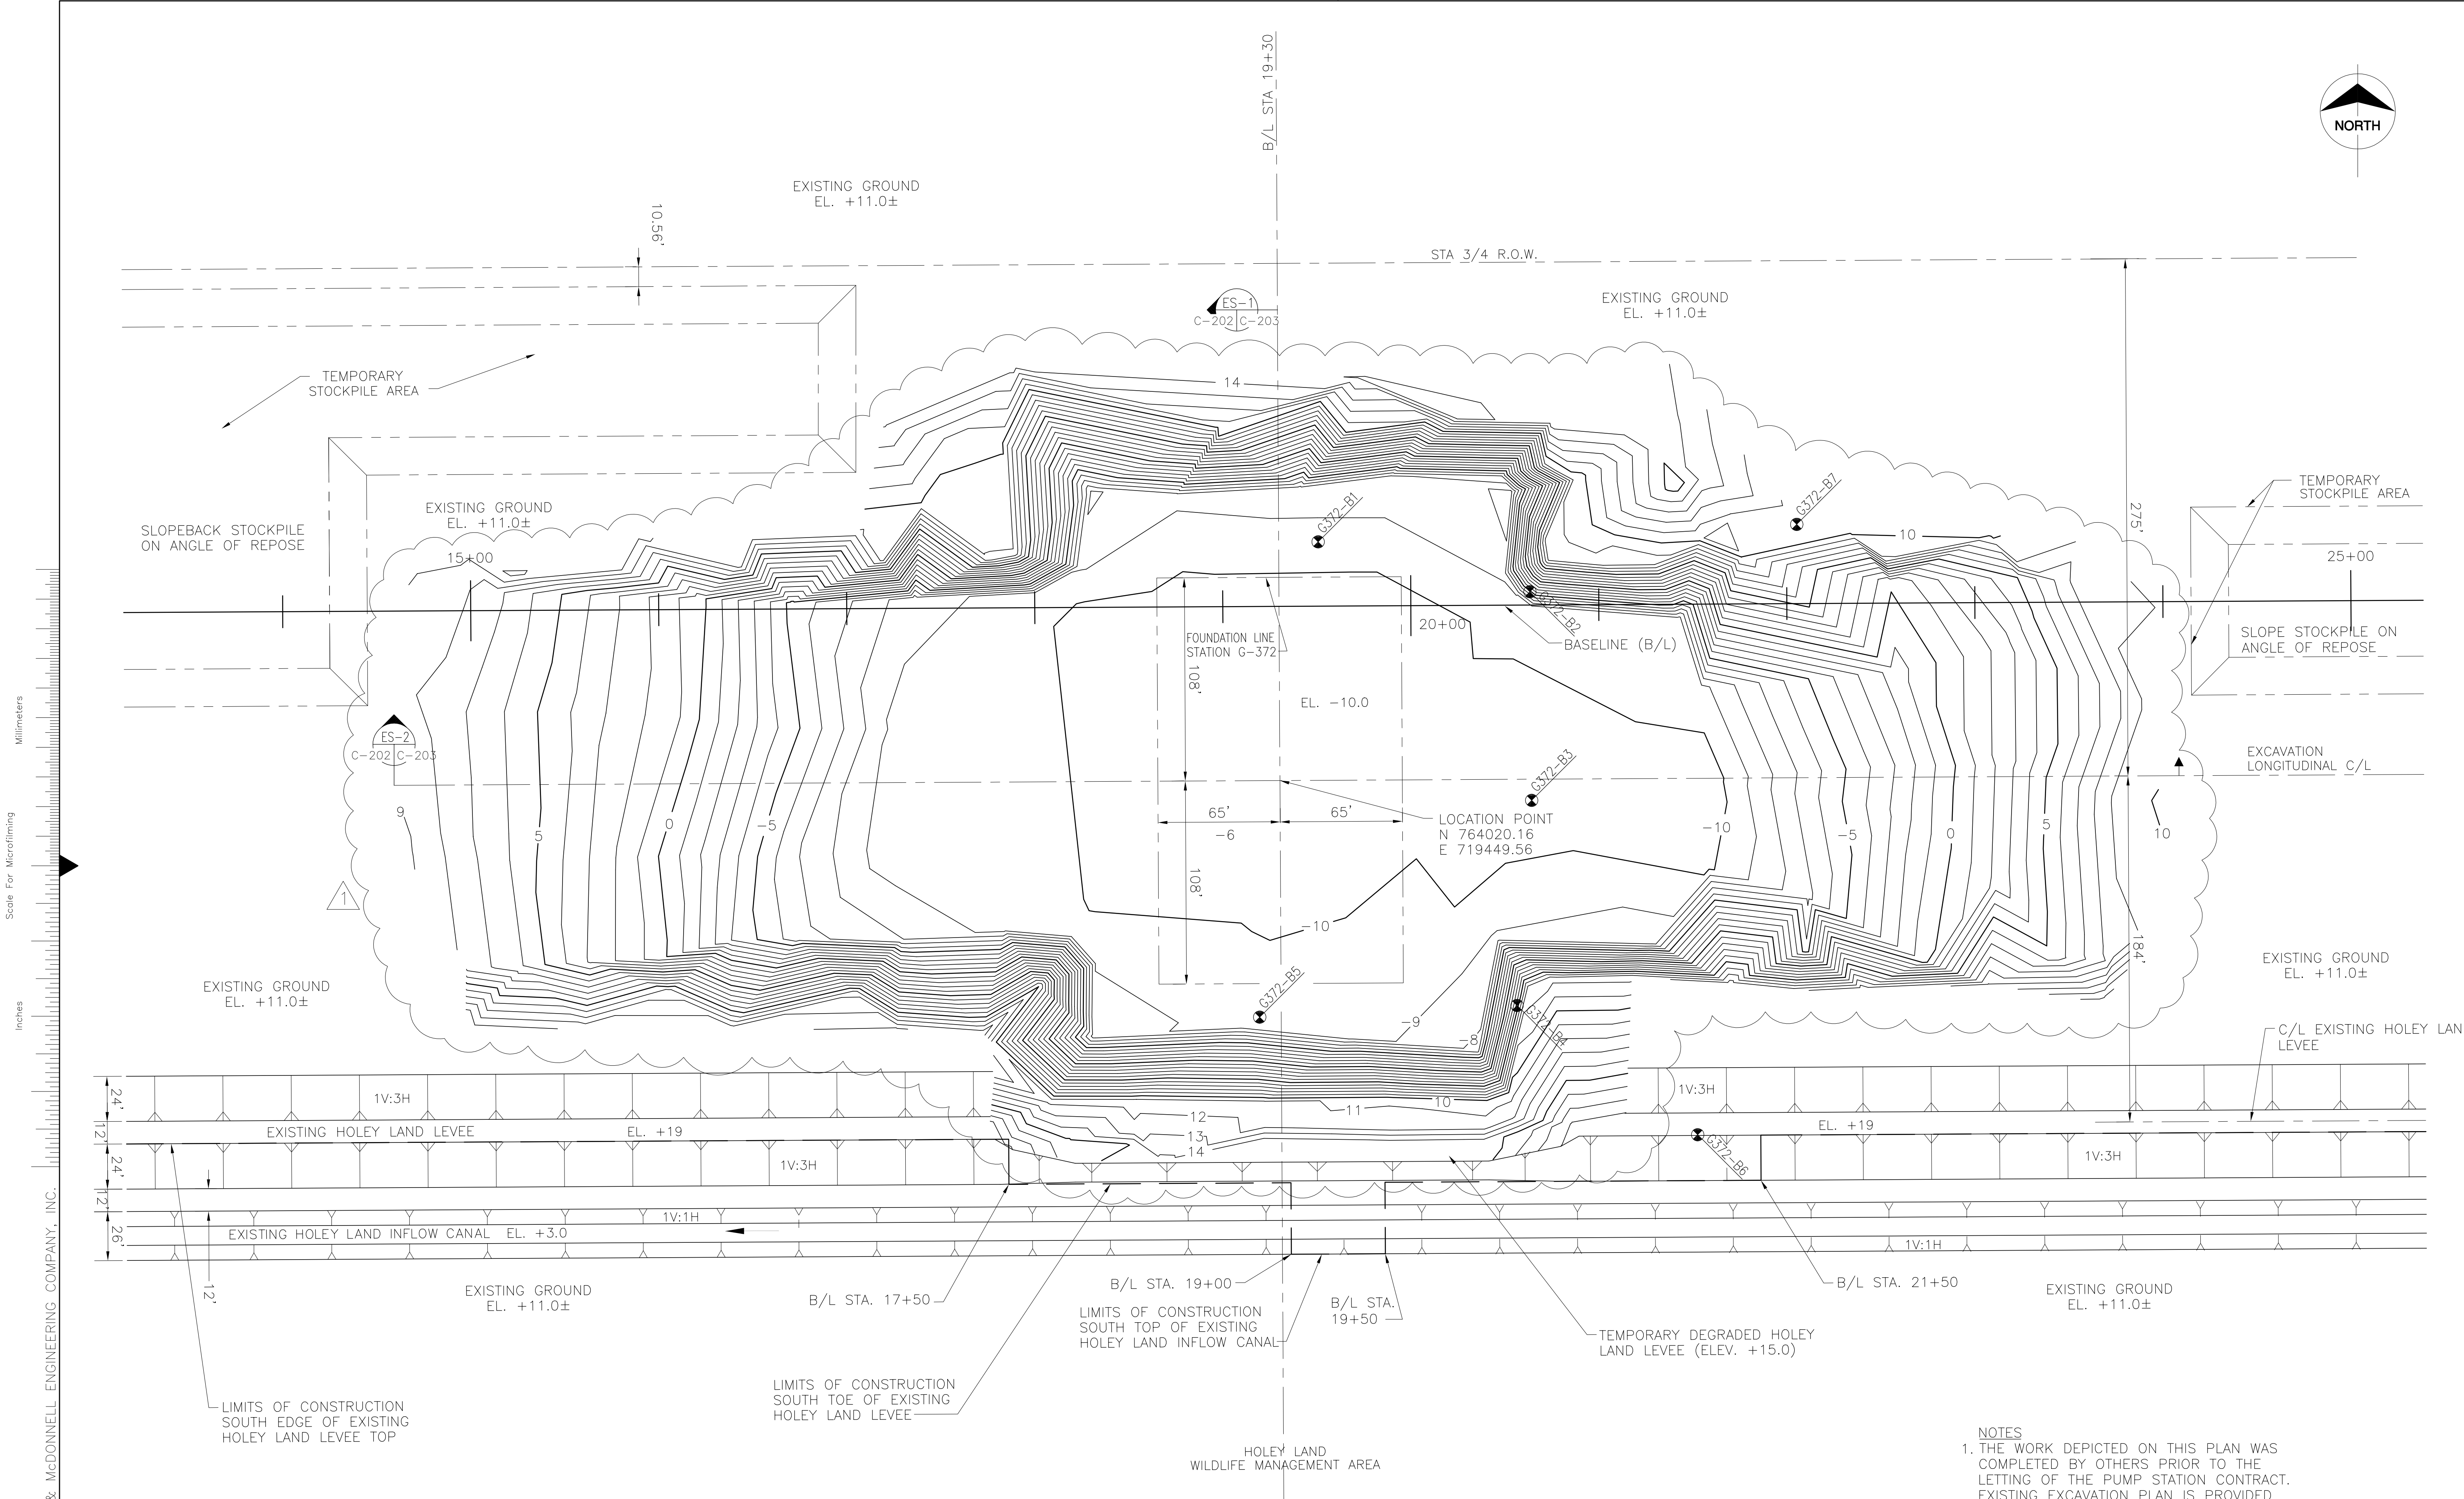 B/L STA 19+30
NORTH
EXISTING GROUND
EL. +11.0±
10.56'
STA 3/4 R.O.W.
ES-1
C-202 C-203
EXISTING GROUND
EL. +11.0±
TEMPORARY
STOCKPILE AREA
14
EXISTING GROUND
EL. +11.0±
SLOPEBACK STOCKPILE
ON ANGLE OF REPOSE
15+00
G372-B1
G372-B7
10
275'
TEMPORARY
STOCKPILE AREA
25+00
FOUNDATION LINE
STATION G-372
20+00
G372-B2
BASELINE (B/L)
SLOPE STOCKPILE ON
ANGLE OF REPOSE
108'
EL. -10.0
ES-2
C-202 C-203
G372-B3
EXCAVATION
LONGITUDINAL C/L
9
5
0
-5
65'
65'
-6
LOCATION POINT
N 764020.16
E 719449.56
-10
-5
0
5
10
1
108'
-10
184'
EXISTING GROUND
EL. +11.0±
G372-B5
G372-B4
-9
-8
EXISTING GROUND
EL. +11.0±
C/L EXISTING HOLEY LAN
LEVEE
24'
1V:3H
1V:3H
12
11
10
12'
EXISTING HOLEY LAND LEVEE
EL. +19
13
14
EL. +19
G372-B6
24'
1V:3H
1V:3H
12'
1V:1H
26'
EXISTING HOLEY LAND INFLOW CANAL EL. +3.0
1V:1H
12'
EXISTING GROUND
EL. +11.0±
B/L STA. 17+50
B/L STA. 19+00
LIMITS OF CONSTRUCTION
SOUTH TOP OF EXISTING
HOLEY LAND INFLOW CANAL
B/L STA.
19+50
B/L STA. 21+50
EXISTING GROUND
EL. +11.0±
TEMPORARY DEGRADED HOLEY
LAND LEVEE (ELEV. +15.0)
LIMITS OF CONSTRUCTION
SOUTH EDGE OF EXISTING
HOLEY LAND LEVEE TOP
LIMITS OF CONSTRUCTION
SOUTH TOE OF EXISTING
HOLEY LAND LEVEE
HOLEY LAND
WILDLIFE MANAGEMENT AREA
NOTES
1. THE WORK DEPICTED ON THIS PLAN WAS
COMPLETED BY OTHERS PRIOR TO THE
LETTING OF THE PUMP STATION CONTRACT.
EXISTING EXCAVATION PLAN IS PROVIDED
Millimeters
Scale For Microfilming
Inches
& McDONNELL ENGINEERING COMPANY, INC.